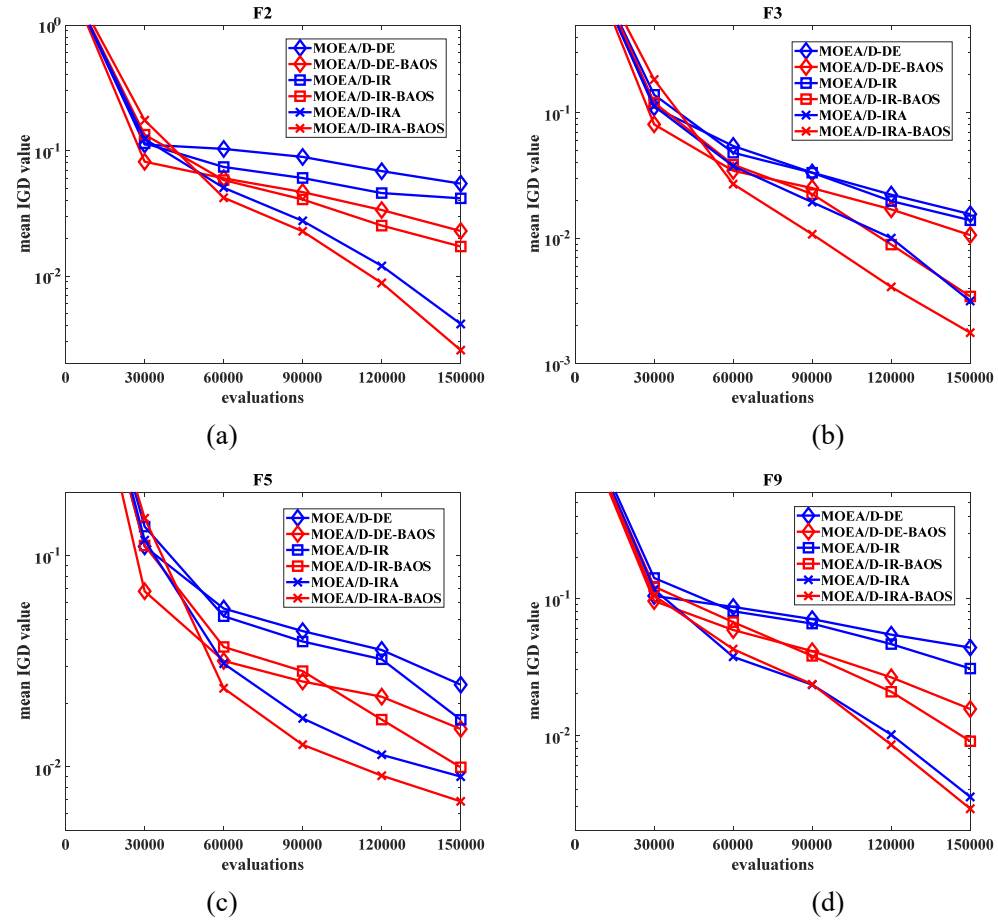 F2
10^0
10^-1
10^-2
mean IGD value
MOEA/D-DE
MOEA/D-DE-BAOS
MOEA/D-IR
MOEA/D-IR-BAOS
MOEA/D-IRA
MOEA/D-IRA-BAOS
0 30000 60000 90000 120000 150000
evaluations
(a)
F3
10^-1
10^-2
10^-3
mean IGD value
MOEA/D-DE
MOEA/D-DE-BAOS
MOEA/D-IR
MOEA/D-IR-BAOS
MOEA/D-IRA
MOEA/D-IRA-BAOS
0 30000 60000 90000 120000 150000
evaluations
(b)
F5
10^-1
10^-2
mean IGD value
MOEA/D-DE
MOEA/D-DE-BAOS
MOEA/D-IR
MOEA/D-IR-BAOS
MOEA/D-IRA
MOEA/D-IRA-BAOS
0 30000 60000 90000 120000 150000
evaluations
(c)
F9
10^-1
10^-2
mean IGD value
MOEA/D-DE
MOEA/D-DE-BAOS
MOEA/D-IR
MOEA/D-IR-BAOS
MOEA/D-IRA
MOEA/D-IRA-BAOS
0 30000 60000 90000 120000 150000
evaluations
(d)